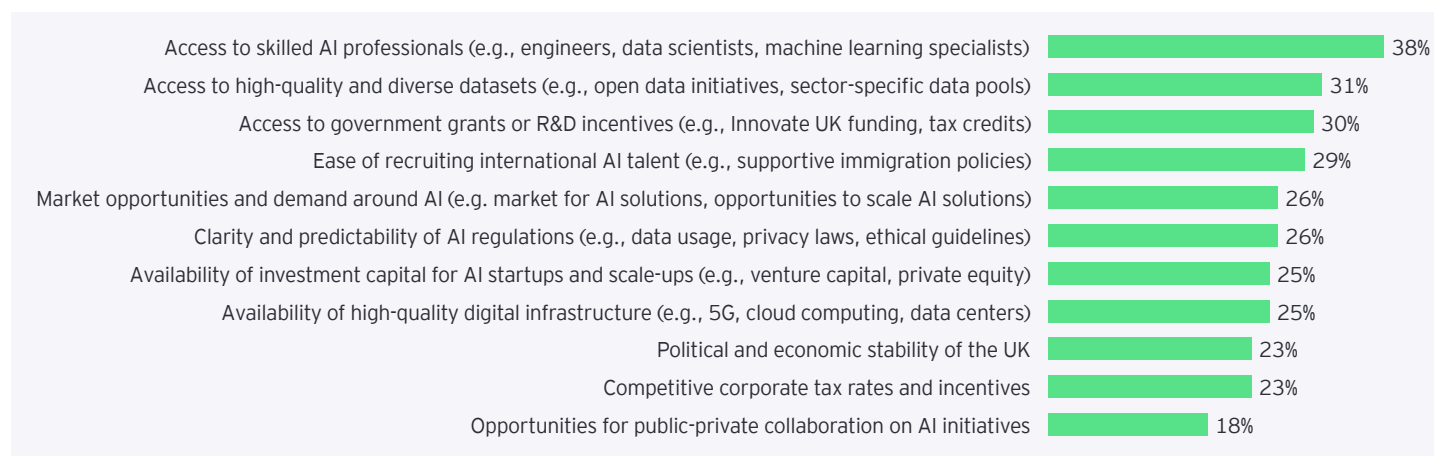 Access to skilled AI professionals (e.g., engineers, data scientists, machine learning specialists) 38%
Access to high-quality and diverse datasets (e.g., open data initiatives, sector-specific data pools) 31%
Access to government grants or R&D incentives (e.g., Innovate UK funding, tax credits) 30%
Ease of recruiting international AI talent (e.g., supportive immigration policies) 29%
Market opportunities and demand around AI (e.g. market for AI solutions, opportunities to scale AI solutions) 26%
Clarity and predictability of AI regulations (e.g., data usage, privacy laws, ethical guidelines) 26%
Availability of investment capital for AI startups and scale-ups (e.g., venture capital, private equity) 25%
Availability of high-quality digital infrastructure (e.g., 5G, cloud computing, data centers) 25%
Political and economic stability of the UK 23%
Competitive corporate tax rates and incentives 23%
Opportunities for public-private collaboration on AI initiatives 18%